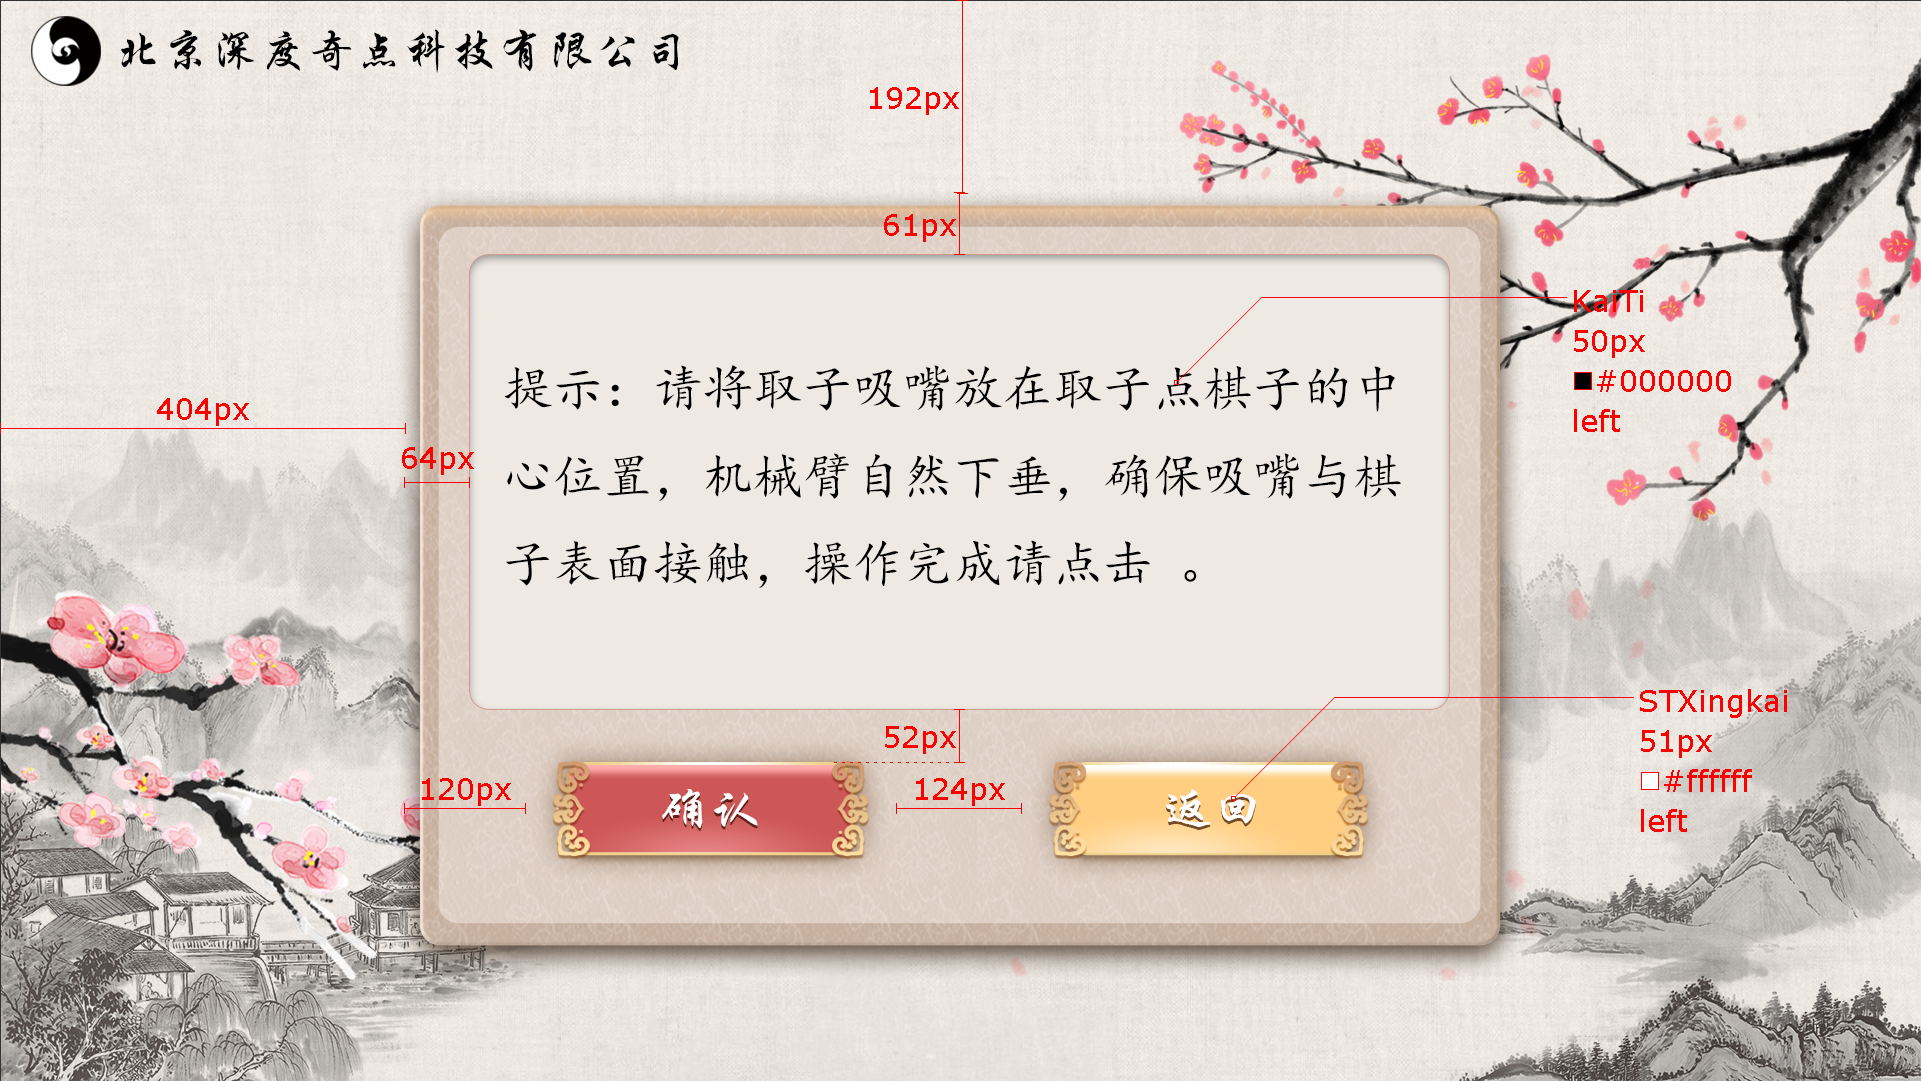 北京深度奇点科技有限公司
192px
61px
KaiTi
50px
#000000
left
404px
64px
提示：请将取子吸嘴放在取子点棋子的中
心位置，机械臂自然下垂，确保吸嘴与棋
子表面接触，操作完成请点击 。
STXingkai
51px
#ffffff
left
52px
120px
124px
确认
返回